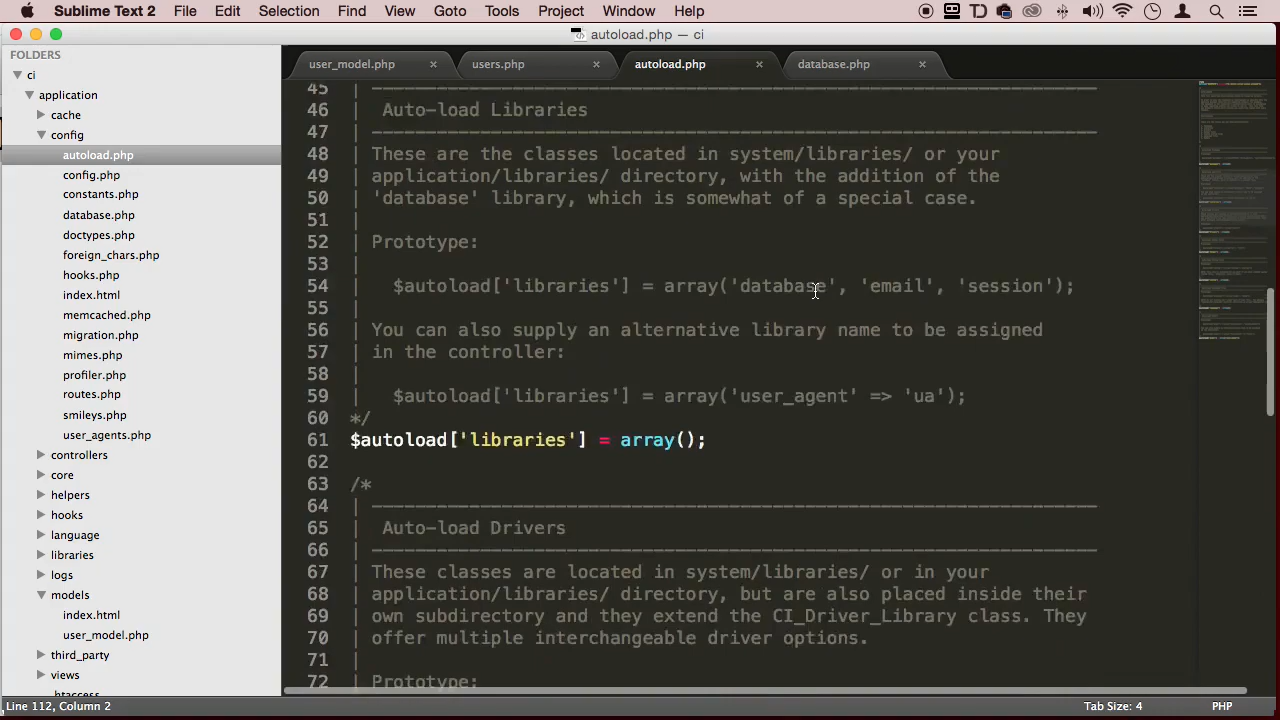 Sublime Text 2 File Edit Selection Find View Goto Tools Project Window Help
autoload.php — ci
FOLDERS
ci
application
cache
config
autoload.php
config.php
constants.php
database.php
doctypes.php
foreign_chars.php
hooks.php
index.html
memcached.php
migration.php
mimes.php
profiler.php
routes.php
smileys.php
user_agents.php
controllers
core
helpers
hooks
language
libraries
logs
models
index.html
user_model.php
third_party
views
.htaccess
user_model.php × users.php × autoload.php × database.php ×
45 | -------------------------------------------------------------------
46 | Auto-load Libraries
47 | -------------------------------------------------------------------
48 | These are the classes located in system/libraries/ or your
49 | application/libraries/ directory, with the addition of the
50 | 'database' library, which is somewhat of a special case.
51 |
52 | Prototype:
53 |
54 | $autoload['libraries'] = array('database', 'email', 'session');
55 |
56 | You can also supply an alternative library name to be assigned
57 | in the controller:
58 |
59 | $autoload['libraries'] = array('user_agent' => 'ua');
60 */
61 $autoload['libraries'] = array();
62
63 /*
64 | -------------------------------------------------------------------
65 | Auto-load Drivers
66 | -------------------------------------------------------------------
67 | These classes are located in system/libraries/ or in your
68 | application/libraries/ directory, but are also placed inside their
69 | own subdirectory and they extend the CI_Driver_Library class. They
70 | offer multiple interchangeable driver options.
71 |
72 | Prototype:
Line 112, Column 2 Tab Size: 4 PHP